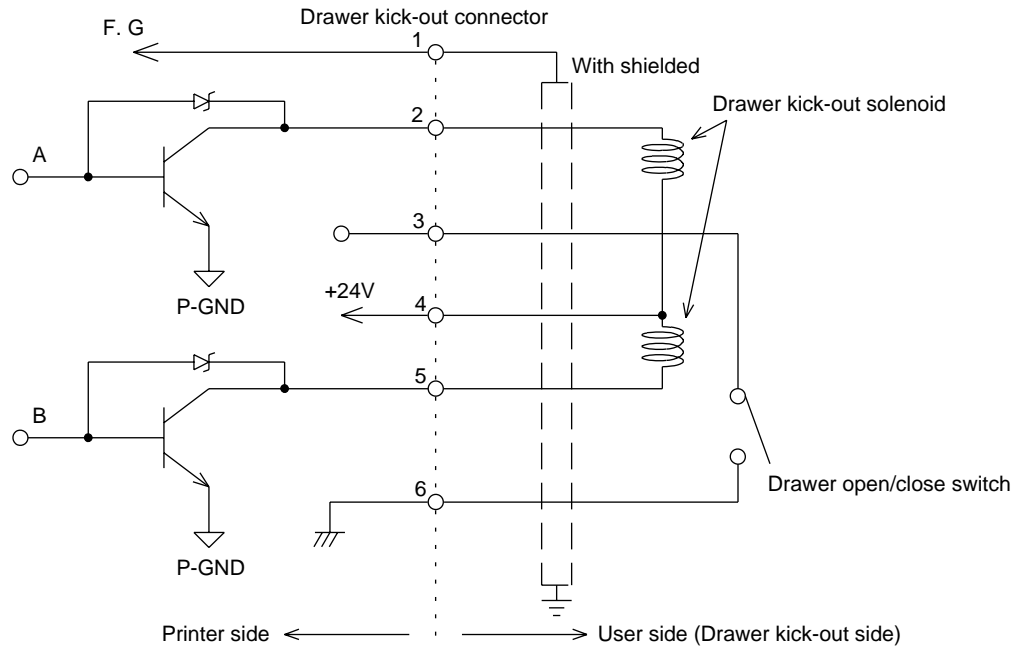 Drawer kick-out connector
F. G
1
With shielded
Drawer kick-out solenoid
2
A
3
+24V
4
P-GND
5
B
6
Drawer open/close switch
P-GND
Printer side
User side (Drawer kick-out side)